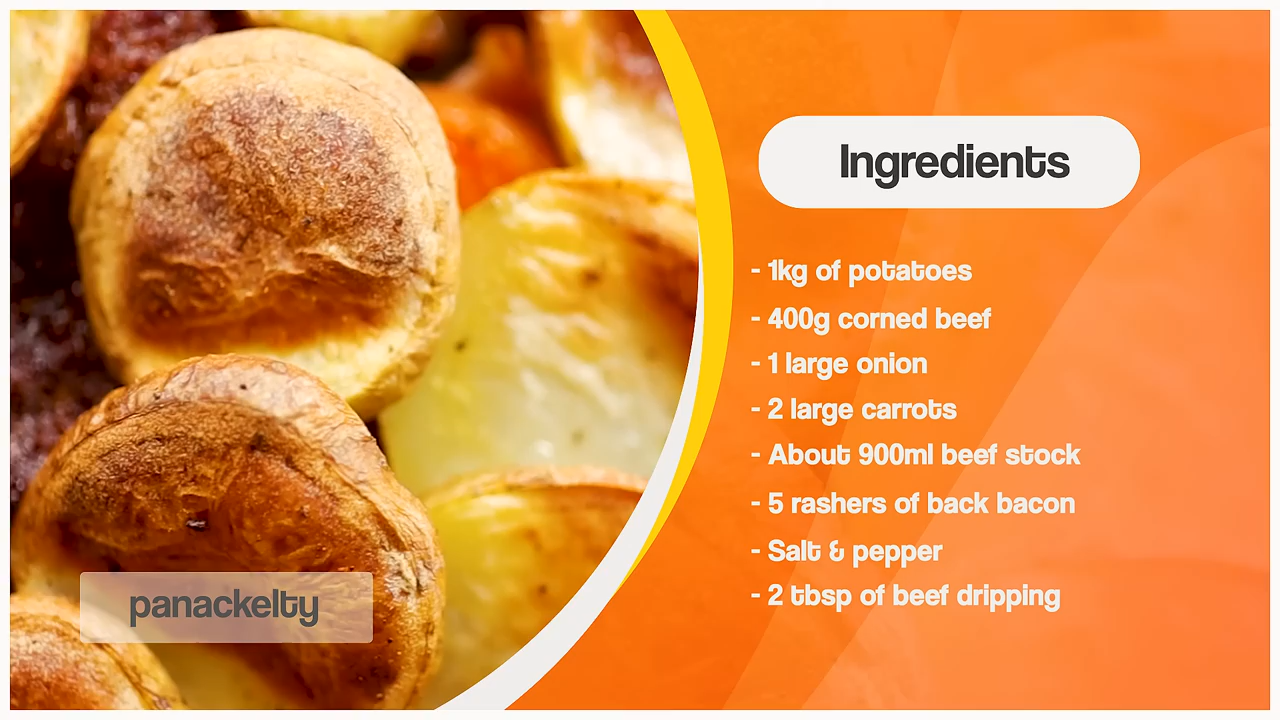 Ingredients
- 1kg of potatoes
- 400g corned beef
- 1 large onion
- 2 large carrots
- About 900ml beef stock
- 5 rashers of back bacon
- Salt & pepper
- 2 tbsp of beef dripping
panackelty